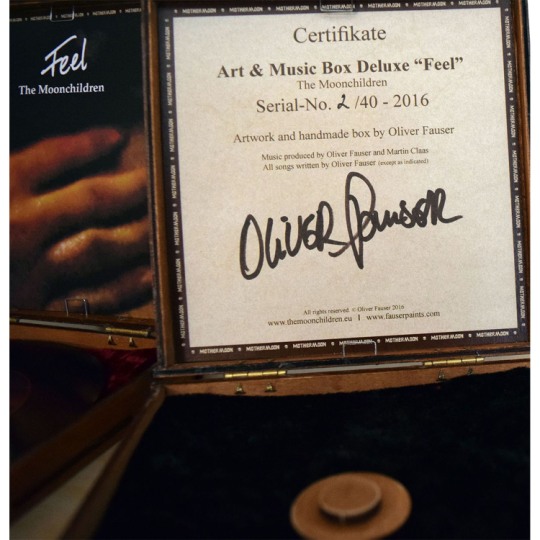 Feel
The Moonchildren
Certifikate
Art & Music Box Deluxe “Feel”
The Moonchildren
Serial-No. 2 /40 - 2016
Artwork and handmade box by Oliver Fauser
Music produced by Oliver Fauser and Martin Claas
All songs written by Oliver Fauser (except as indicated)
OLIVER FAUSER
All rights reserved. © Oliver Fauser 2016
www.themoonchildren.eu I www.fauserpaints.com
MOTHERMOON